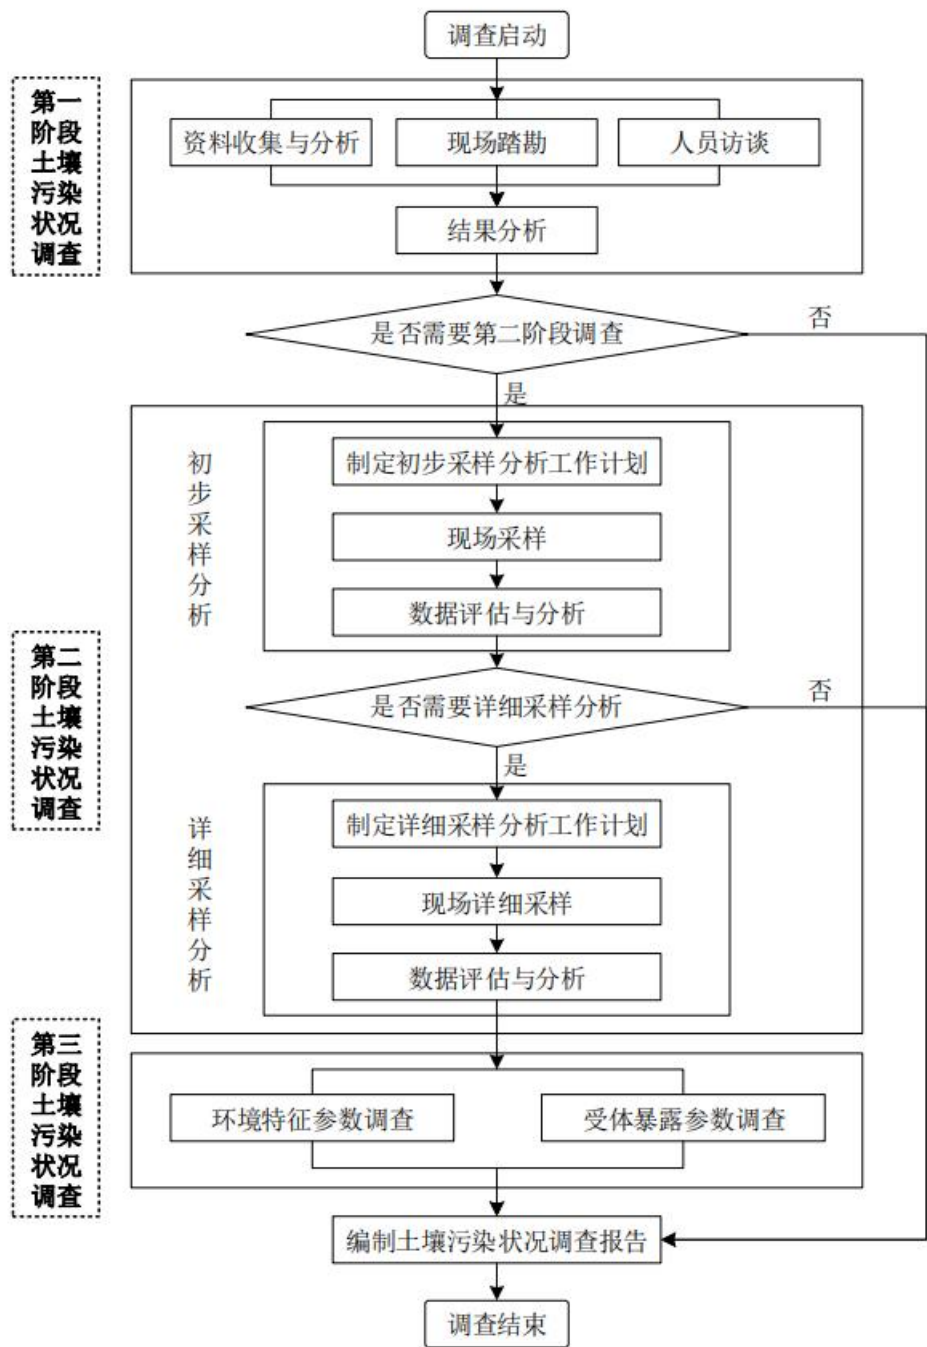 调查启动
第一
阶段
土壤
污染
状况
调查
资料收集与分析
现场踏勘
人员访谈
结果分析
是否需要第二阶段调查
否
是
初步采样分析
制定初步采样分析工作计划
现场采样
数据评估与分析
第二
阶段
土壤
污染
状况
调查
是否需要详细采样分析
否
是
详细采样分析
制定详细采样分析工作计划
现场详细采样
数据评估与分析
第三
阶段
土壤
污染
状况
调查
环境特征参数调查
受体暴露参数调查
编制土壤污染状况调查报告
调查结束